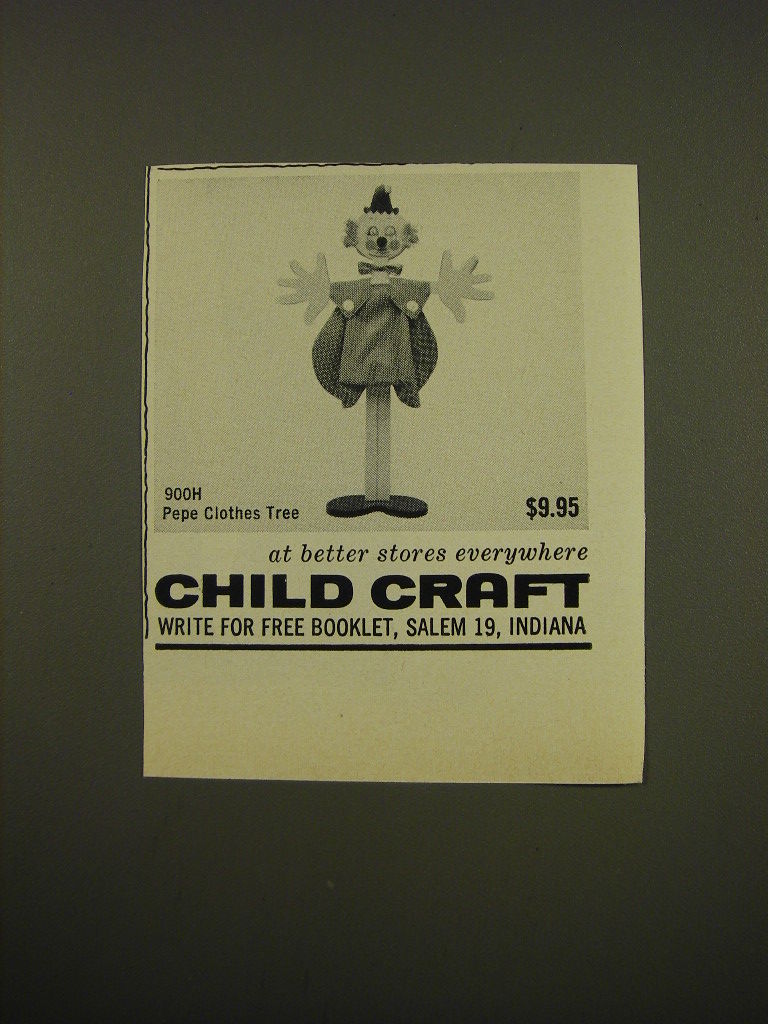 900H
Pepe Clothes Tree
$9.95
at better stores everywhere
CHILD CRAFT
WRITE FOR FREE BOOKLET, SALEM 19, INDIANA